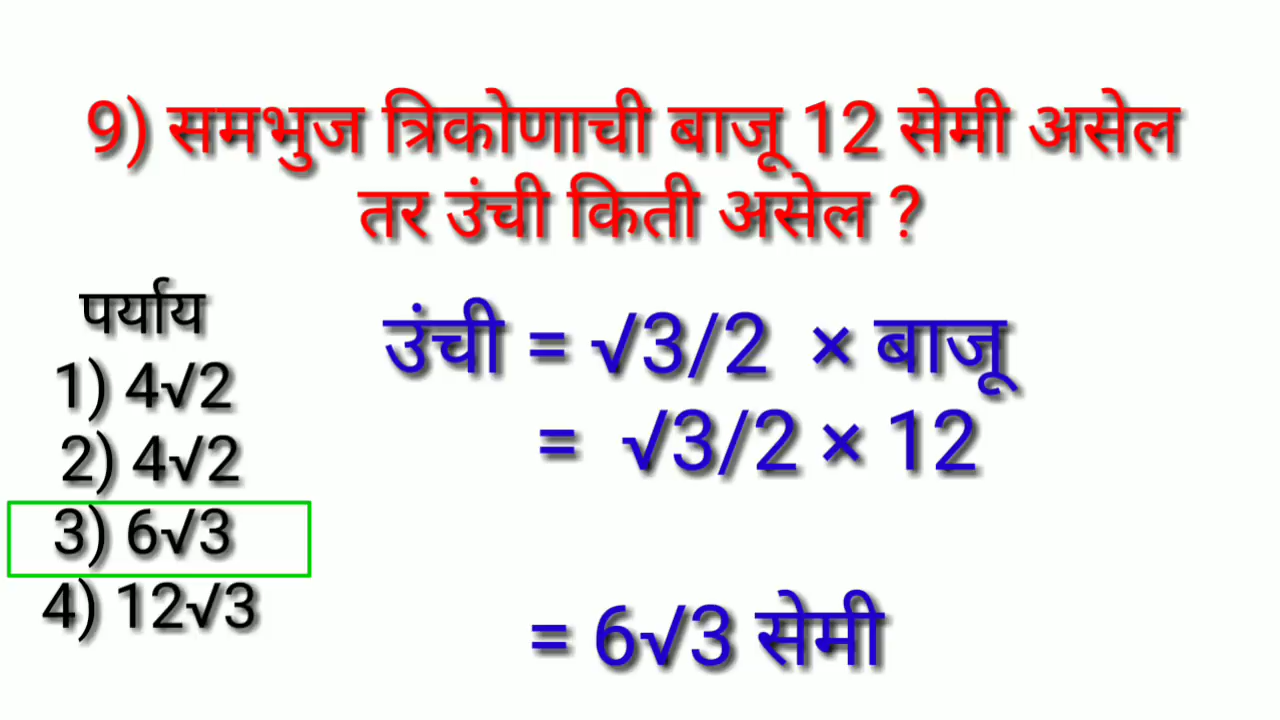 9) समभुज त्रिकोणाची बाजू 12 सेमी असेल
तर उंची किती असेल ?
पर्याय
1) 4√2
2) 4√2
3) 6√3
4) 12√3
उंची = √3/2 × बाजू
= √3/2 × 12
= 6√3 सेमी